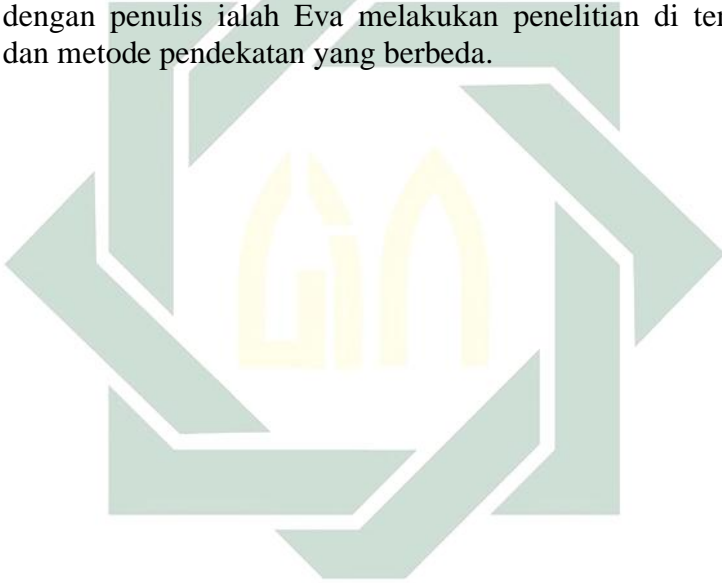 dengan penulis ialah Eva melakukan penelitian di
dan metode pendekatan yang berbeda.